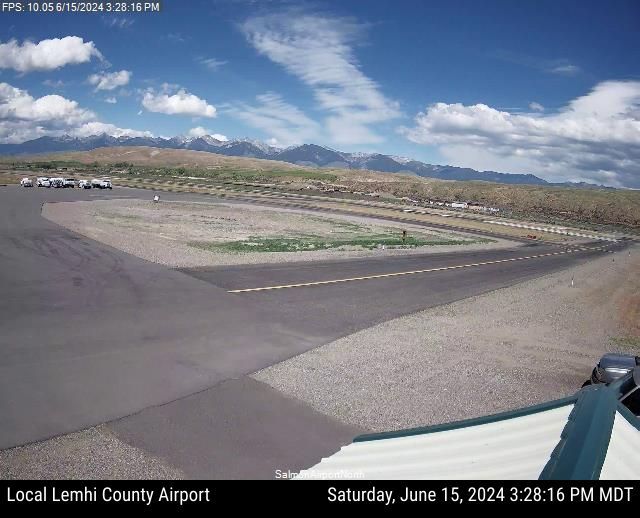 FPS: 10.05 6/15/2024 3:28:16 PM
SalmonAirportNorth
Local Lemhi County Airport
Saturday, June 15, 2024 3:28:16 PM MDT